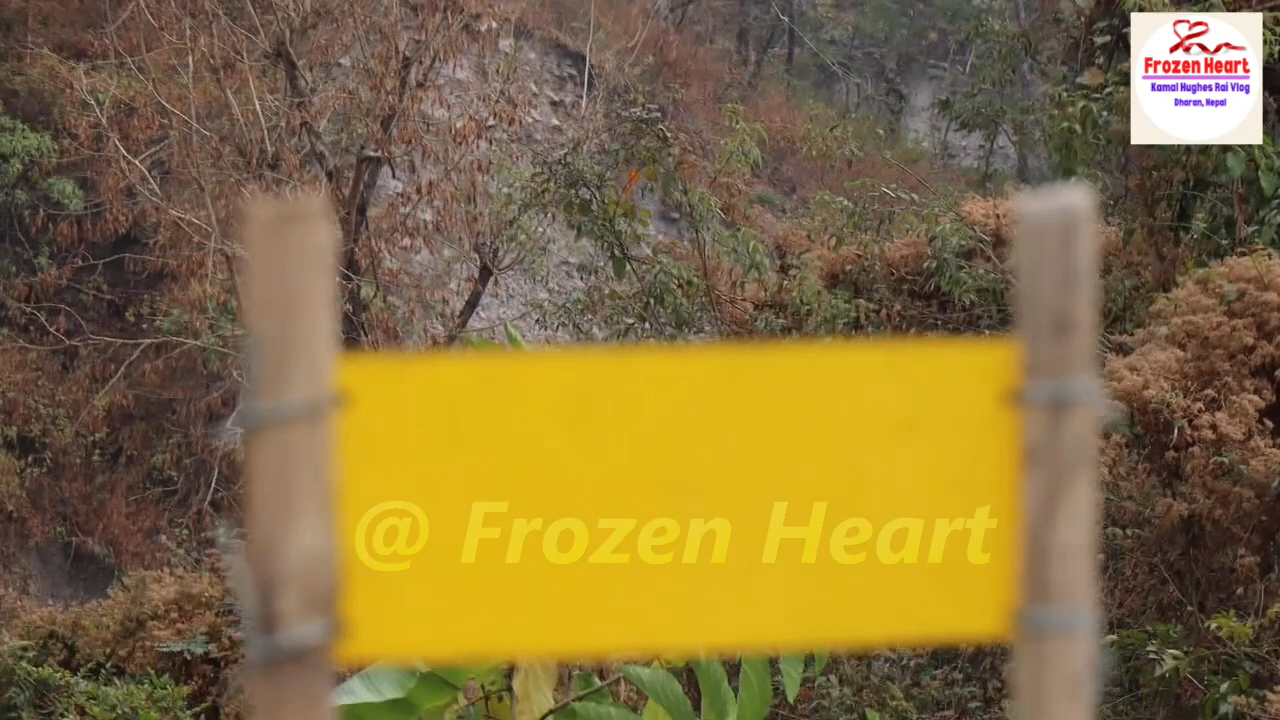 Frozen Heart
Kamal Hughes Rai Vlog
Dharan, Nepal
@ Frozen Heart